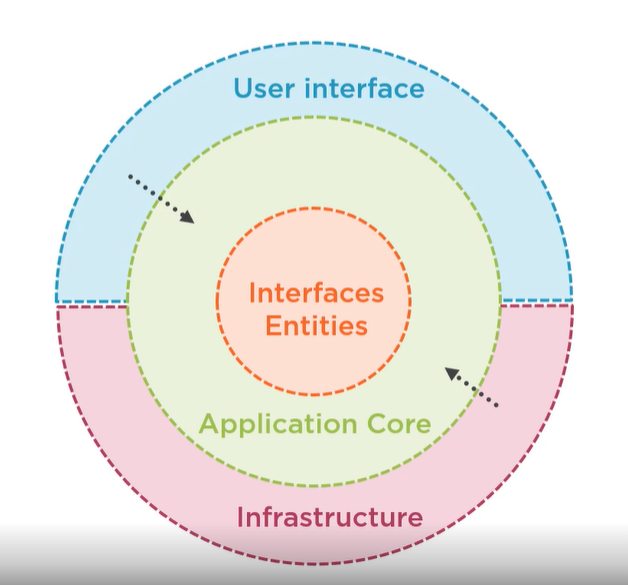 User interface
Interfaces
Entities
Application Core
Infrastructure